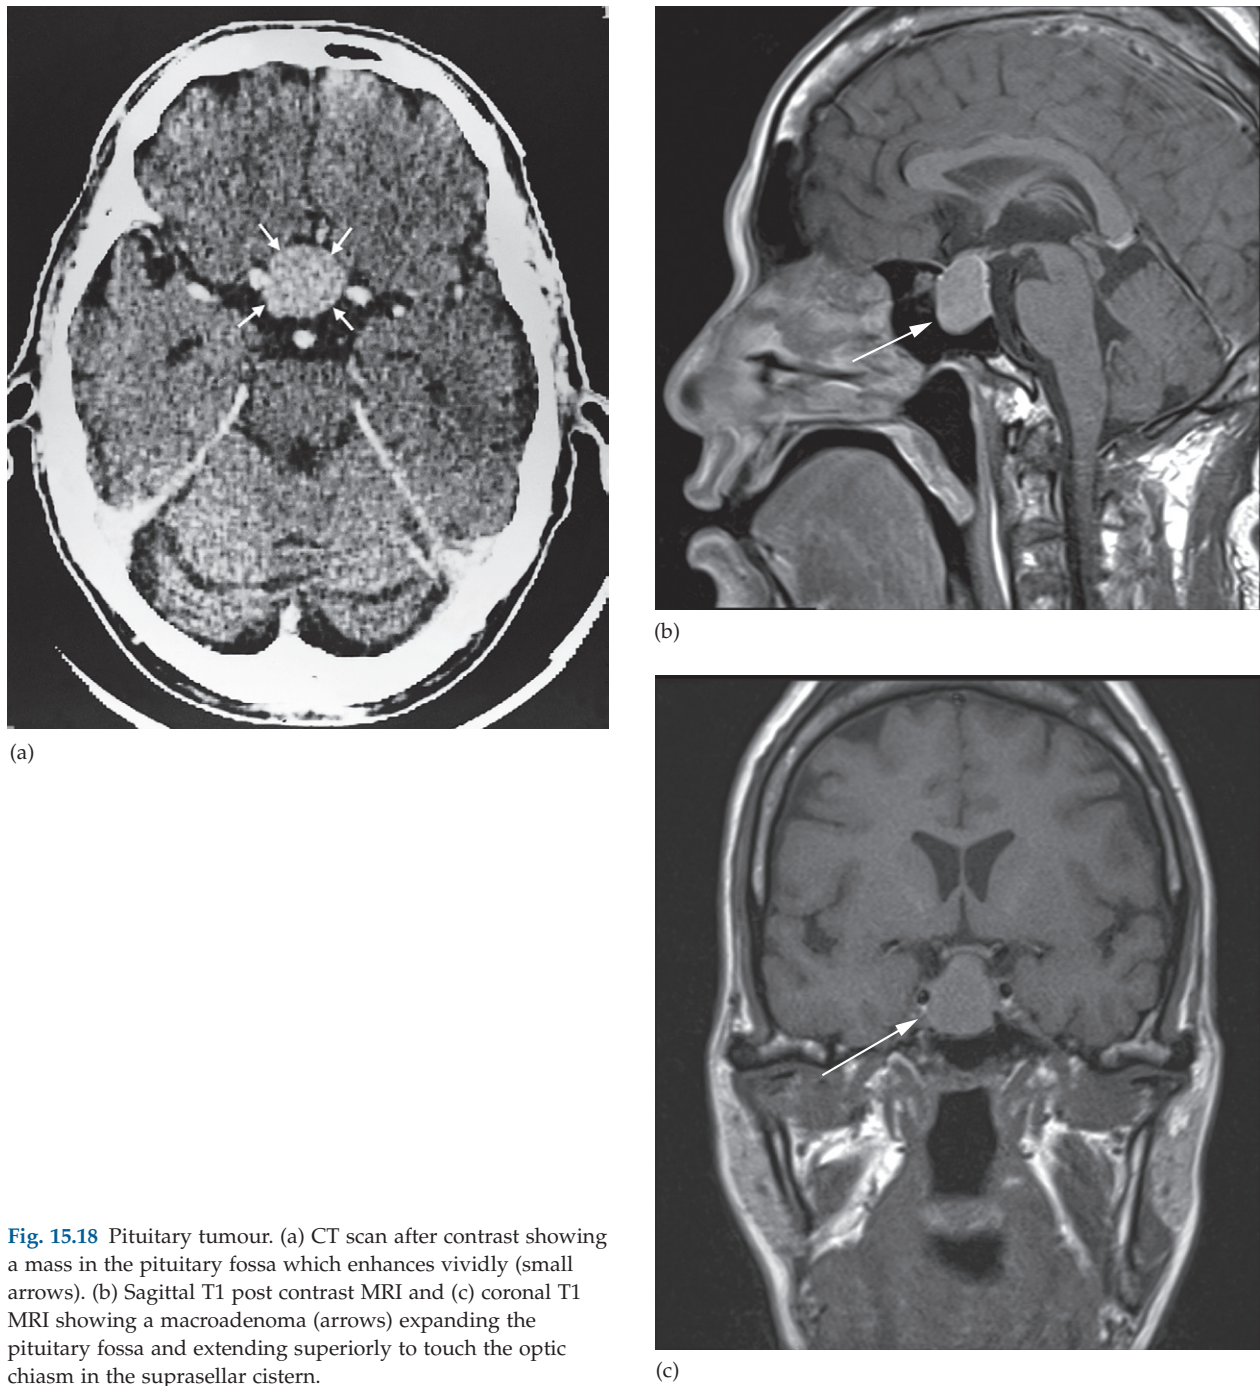 (a)
(b)
Fig. 15.18 Pituitary tumour. (a) CT scan after contrast showing
a mass in the pituitary fossa which enhances vividly (small
arrows). (b) Sagittal T1 post contrast MRI and (c) coronal T1
MRI showing a macroadenoma (arrows) expanding the
pituitary fossa and extending superiorly to touch the optic
chiasm in the suprasellar cistern.
(c)